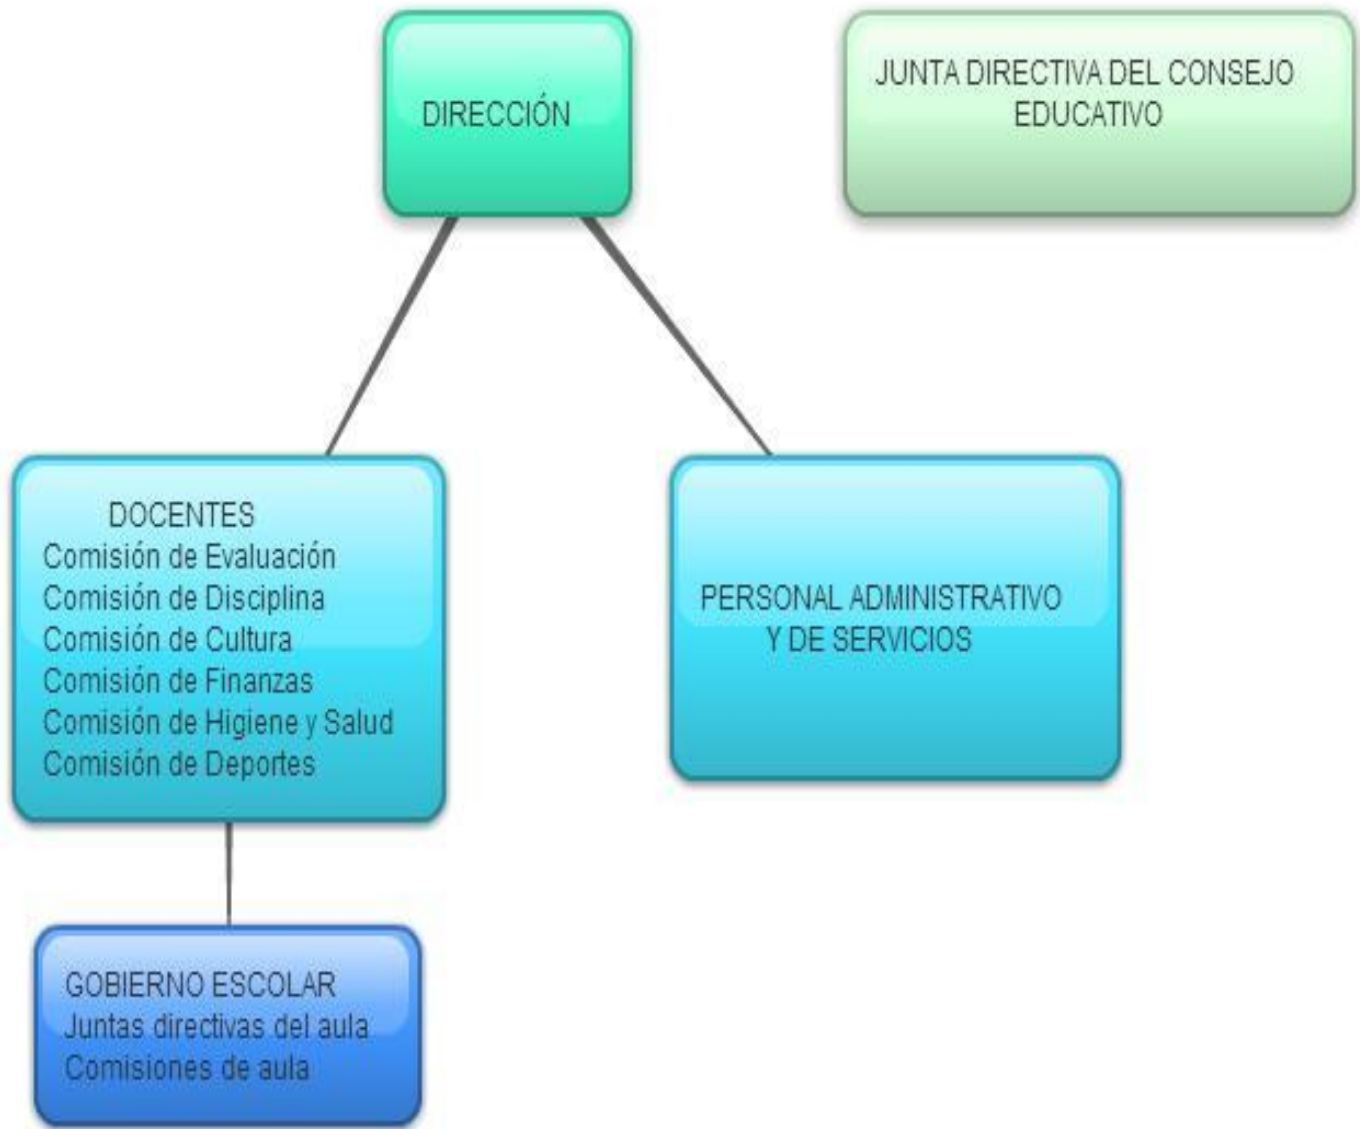 DIRECCIÓN
JUNTA DIRECTIVA DEL CONSEJO
EDUCATIVO
DOCENTES
Comisión de Evaluación
Comisión de Disciplina
Comisión de Cultura
Comisión de Finanzas
Comisión de Higiene y Salud
Comisión de Deportes
PERSONAL ADMINISTRATIVO
Y DE SERVICIOS
GOBIERNO ESCOLAR
Juntas directivas del aula
Comisiones de aula